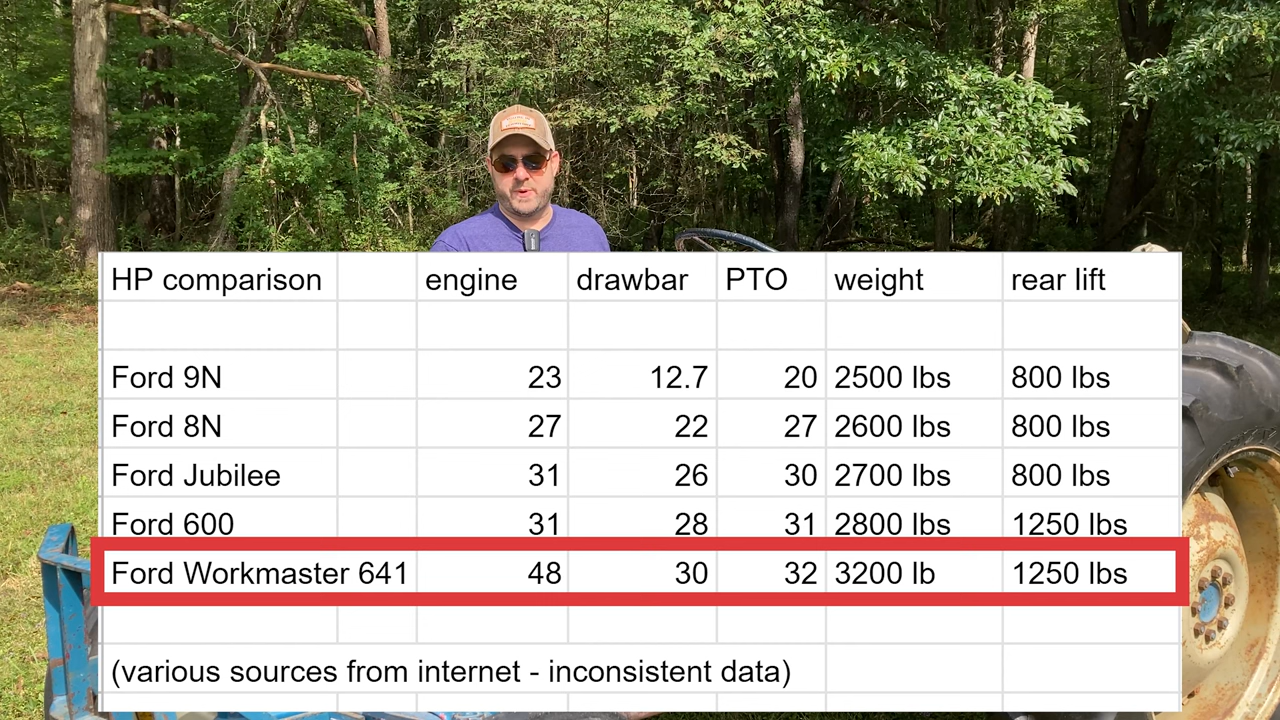 HP comparison engine drawbar PTO weight rear lift
Ford 9N 23 12.7 20 2500 lbs 800 lbs
Ford 8N 27 22 27 2600 lbs 800 lbs
Ford Jubilee 31 26 30 2700 lbs 800 lbs
Ford 600 31 28 31 2800 lbs 1250 lbs
Ford Workmaster 641 48 30 32 3200 lb 1250 lbs
(various sources from internet - inconsistent data)